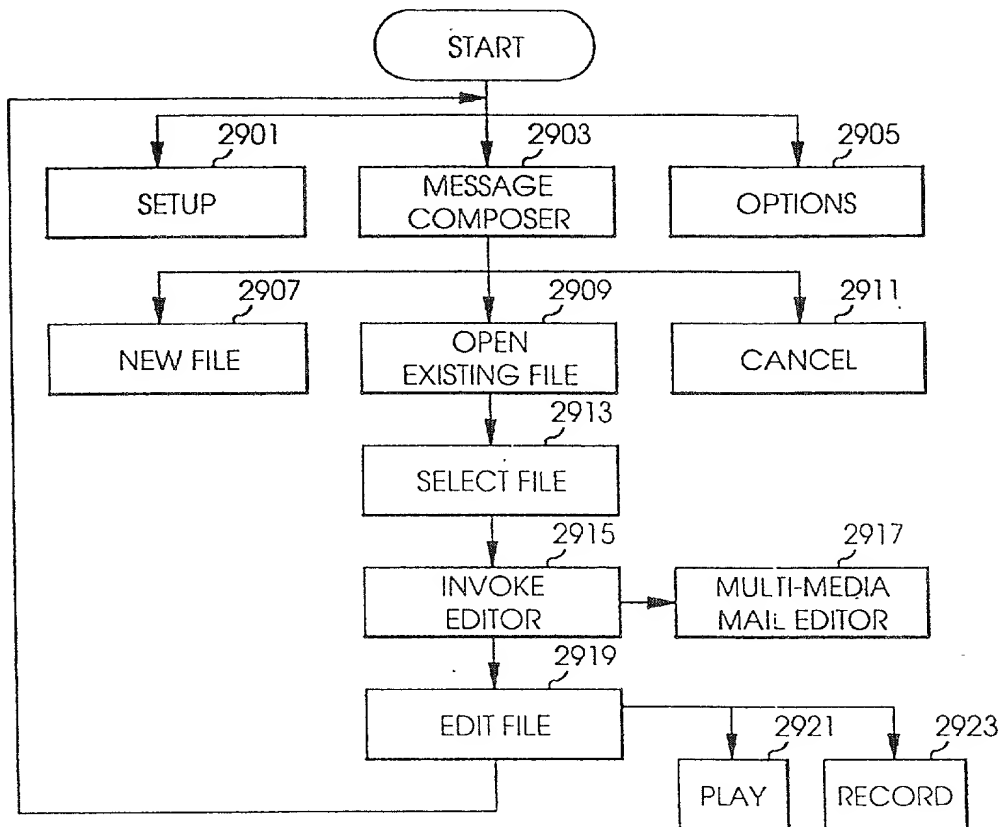 START
2901
2903
2905
SETUP
MESSAGE
COMPOSER
OPTIONS
2907
2909
2911
NEW FILE
OPEN
EXISTING FILE
CANCEL
2913
SELECT FILE
2915
2917
INVOKE
EDITOR
MULTI-MEDIA
MAIL EDITOR
2919
EDIT FILE
2921
2923
PLAY
RECORD